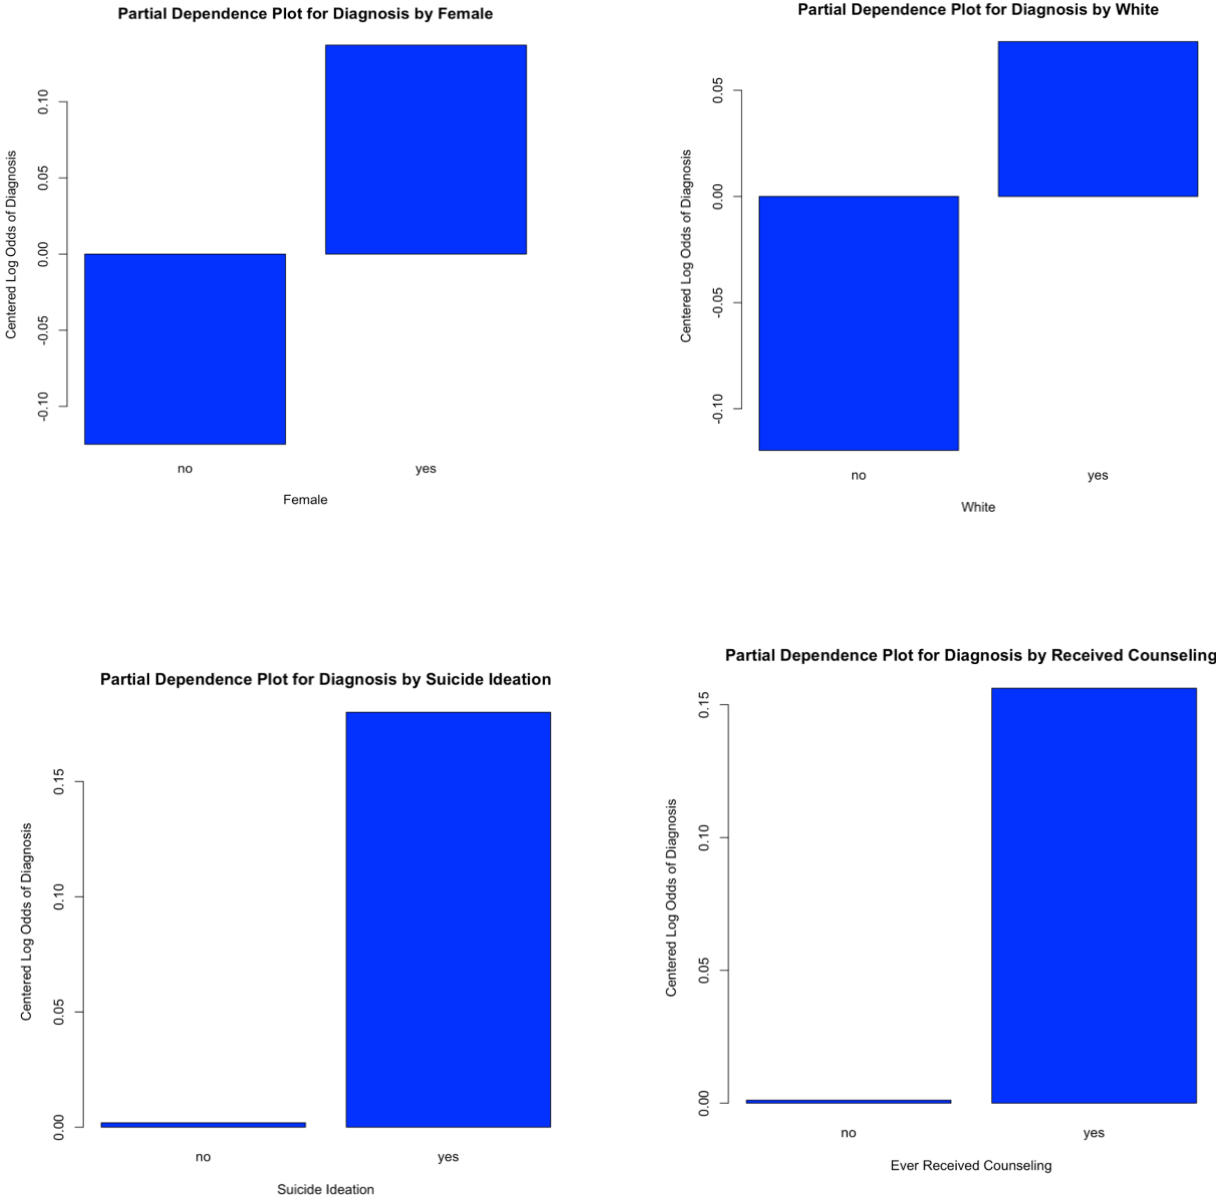 Partial Dependence Plot for Diagnosis by Female
Centered Log Odds of Diagnosis
0.10
0.05
0.00
-0.05
-0.10
no
yes
Female
Partial Dependence Plot for Diagnosis by White
Centered Log Odds of Diagnosis
0.05
0.00
-0.05
-0.10
no
yes
White
Partial Dependence Plot for Diagnosis by Suicide Ideation
Centered Log Odds of Diagnosis
0.15
0.10
0.05
0.00
no
yes
Suicide Ideation
Partial Dependence Plot for Diagnosis by Received Counseling
Centered Log Odds of Diagnosis
0.15
0.10
0.05
0.00
no
yes
Ever Received Counseling